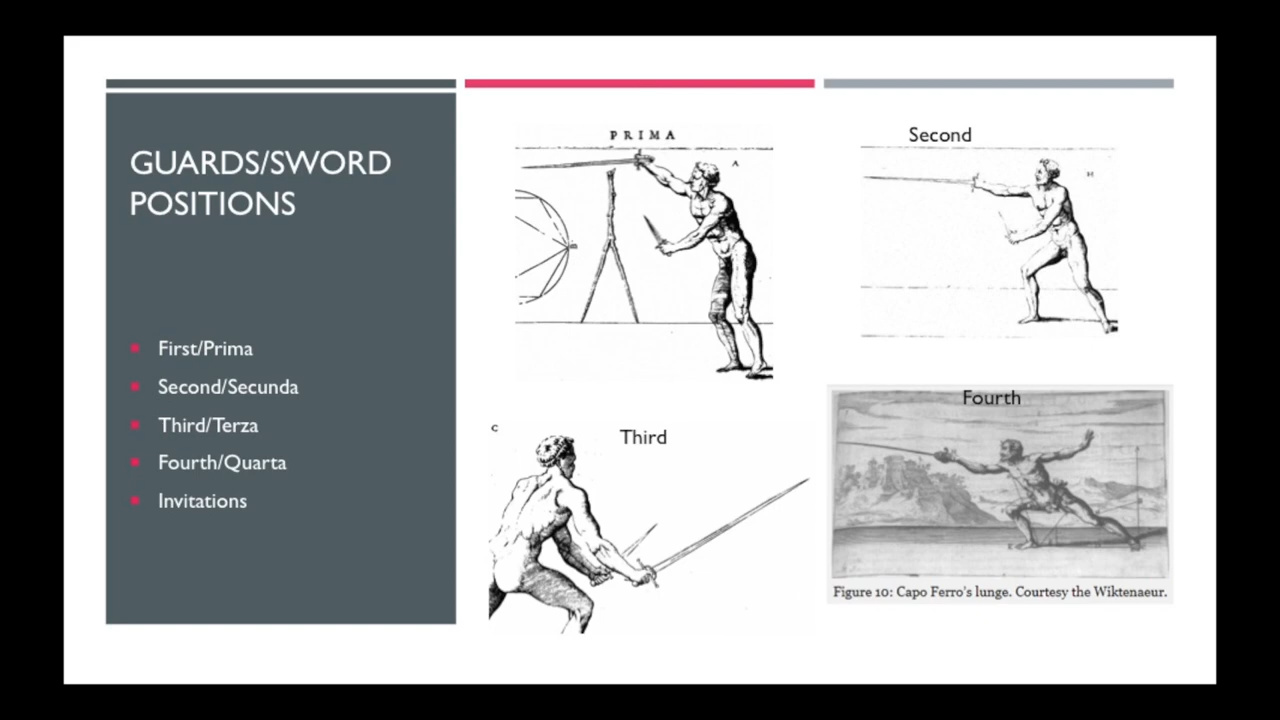 GUARDS/SWORD
POSITIONS
First/Prima
Second/Secunda
Third/Terza
Fourth/Quarta
Invitations
PRIMA
A
Second
H
C
Third
Fourth
Figure 10: Capo Ferro's lunge. Courtesy the Wiktenaeur.